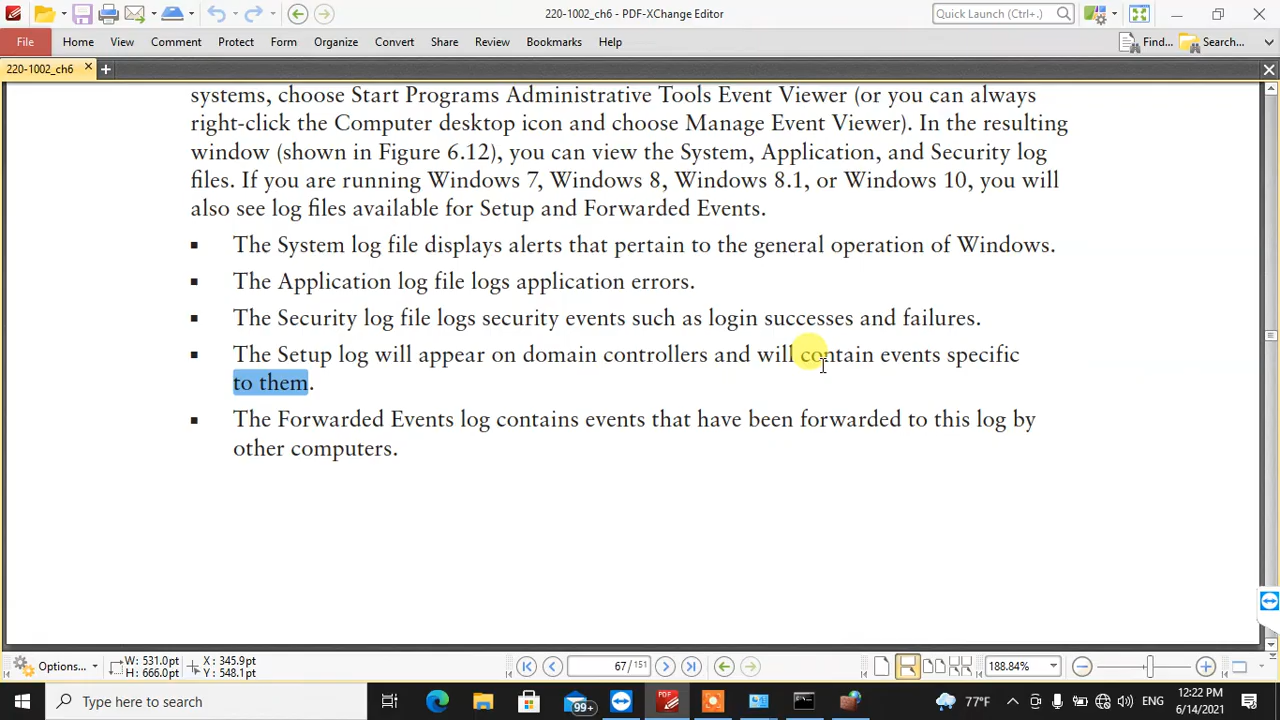 220-1002_ch6 - PDF-XChange Editor
Quick Launch (Ctrl+.)
File Home View Comment Protect Form Organize Convert Share Review Bookmarks Help
Find... Search...
220-1002_ch6
systems, choose Start Programs Administrative Tools Event Viewer (or you can always
right-click the Computer desktop icon and choose Manage Event Viewer). In the resulting
window (shown in Figure 6.12), you can view the System, Application, and Security log
files. If you are running Windows 7, Windows 8, Windows 8.1, or Windows 10, you will
also see log files available for Setup and Forwarded Events.
▪ The System log file displays alerts that pertain to the general operation of Windows.
▪ The Application log file logs application errors.
▪ The Security log file logs security events such as login successes and failures.
▪ The Setup log will appear on domain controllers and will contain events specific
to them.
▪ The Forwarded Events log contains events that have been forwarded to this log by
other computers.
Options...
W: 531.0pt X: 345.9pt
H: 666.0pt Y: 548.1pt
67 / 151
188.84%
Type here to search
99+
PDF
77°F
ENG
12:22 PM
6/14/2021